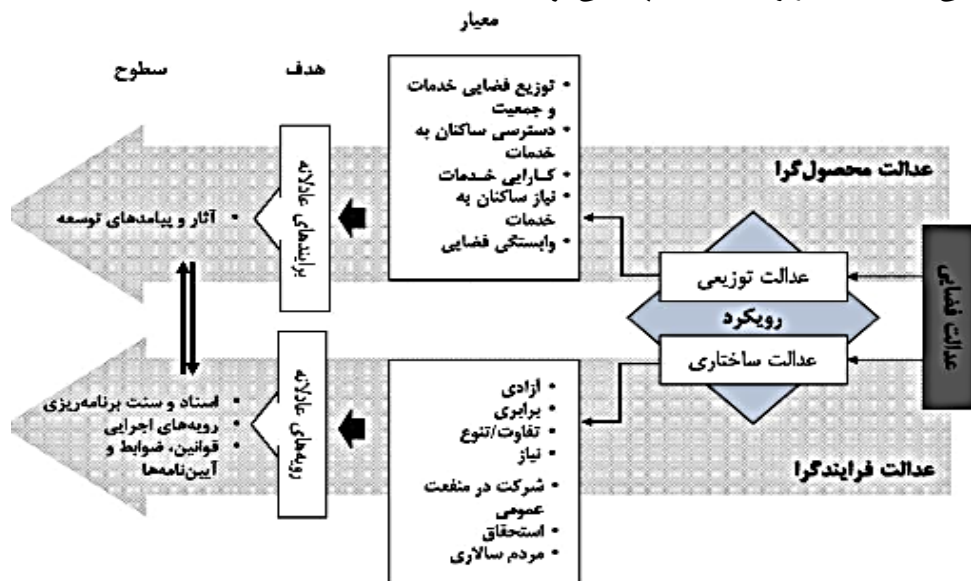 معیار
هدف
سطوح
عدالت محصول‌گرا
• توزیع فضایی خدمات
و جمعیت
• دسترسی ساکنان به
خدمات
• کارایی خدمات
• نیاز ساکنان به
خدمات
• وابستگی فضایی
برایندهای عادلانه
• آثار و پیامدهای توسعه
عدالت فضایی
عدالت توزیعی
رویکرد
عدالت ساختاری
• آزادی
• برابری
• تفاوت/تنوع
• نیاز
• شرکت در منفعت
عمومی
• استحقاق
• مردم سالاری
رویه‌های عادلانه
• اسناد و سنت برنامه‌ریزی
• رویه‌های اجرایی
• قوانین، ضوابط و
آیین‌نامه‌ها
عدالت فرایندگرا